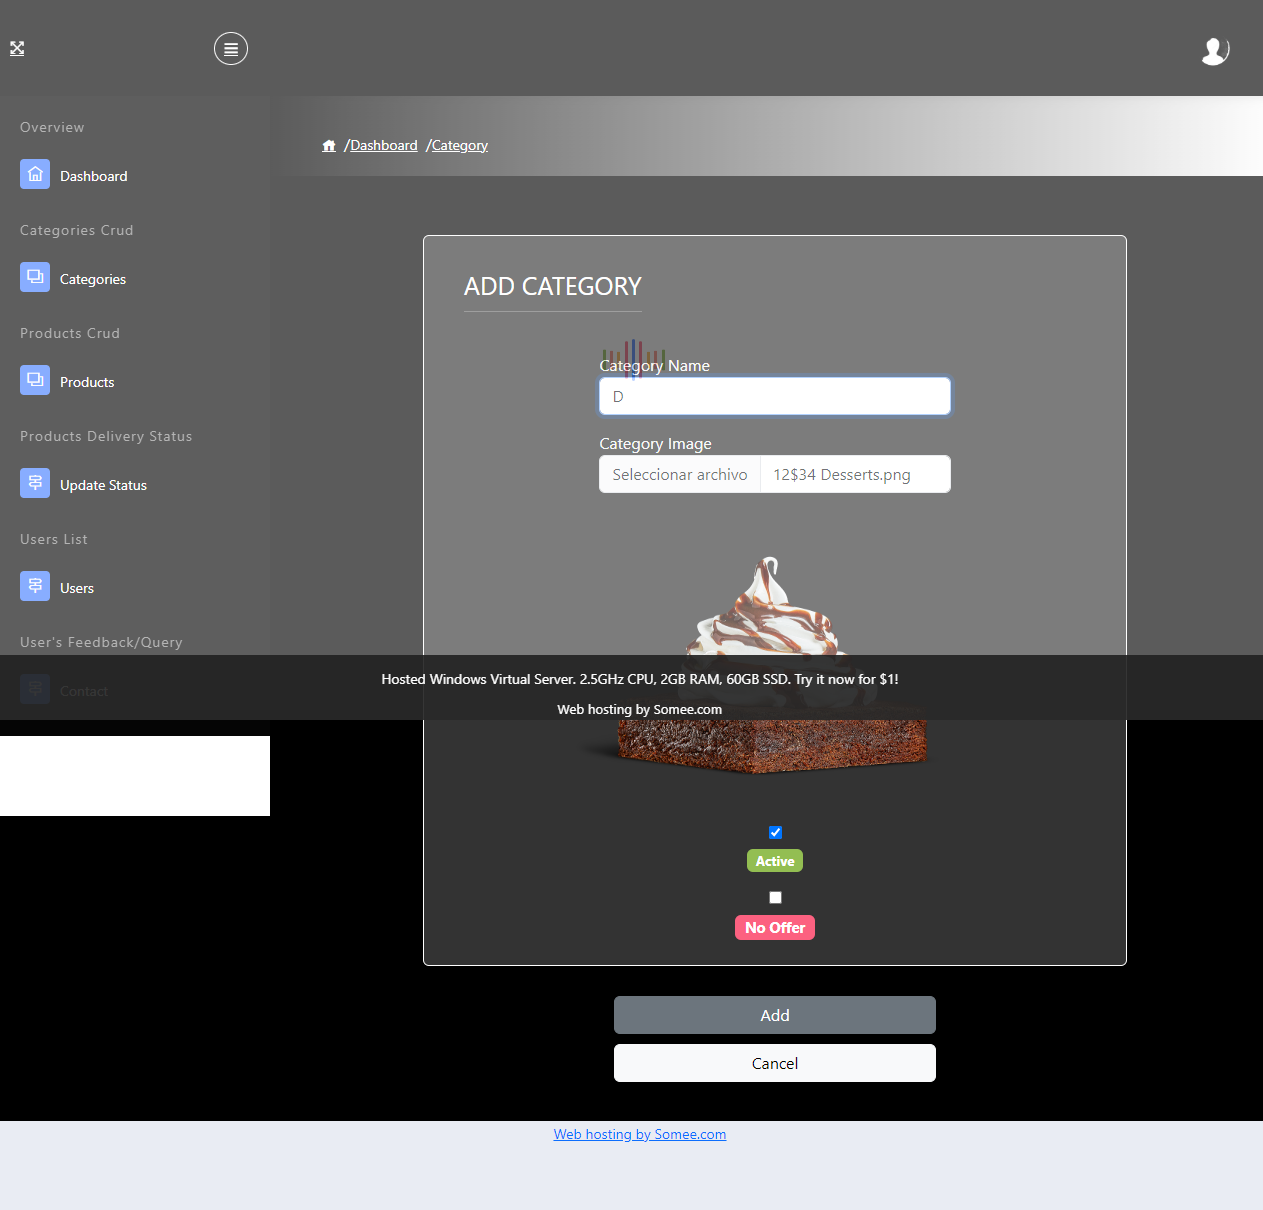 Overview
/Dashboard /Category
Dashboard
Categories Crud
Categories
Products Crud
Products
Products Delivery Status
Update Status
Users List
Users
User's Feedback/Query
Contact
ADD CATEGORY
Category Name
D
Category Image
Seleccionar archivo 12$34 Desserts.png
Hosted Windows Virtual Server. 2.5GHz CPU, 2GB RAM, 60GB SSD. Try it now for $1!
Web hosting by Somee.com
Active
No Offer
Add
Cancel
Web hosting by Somee.com